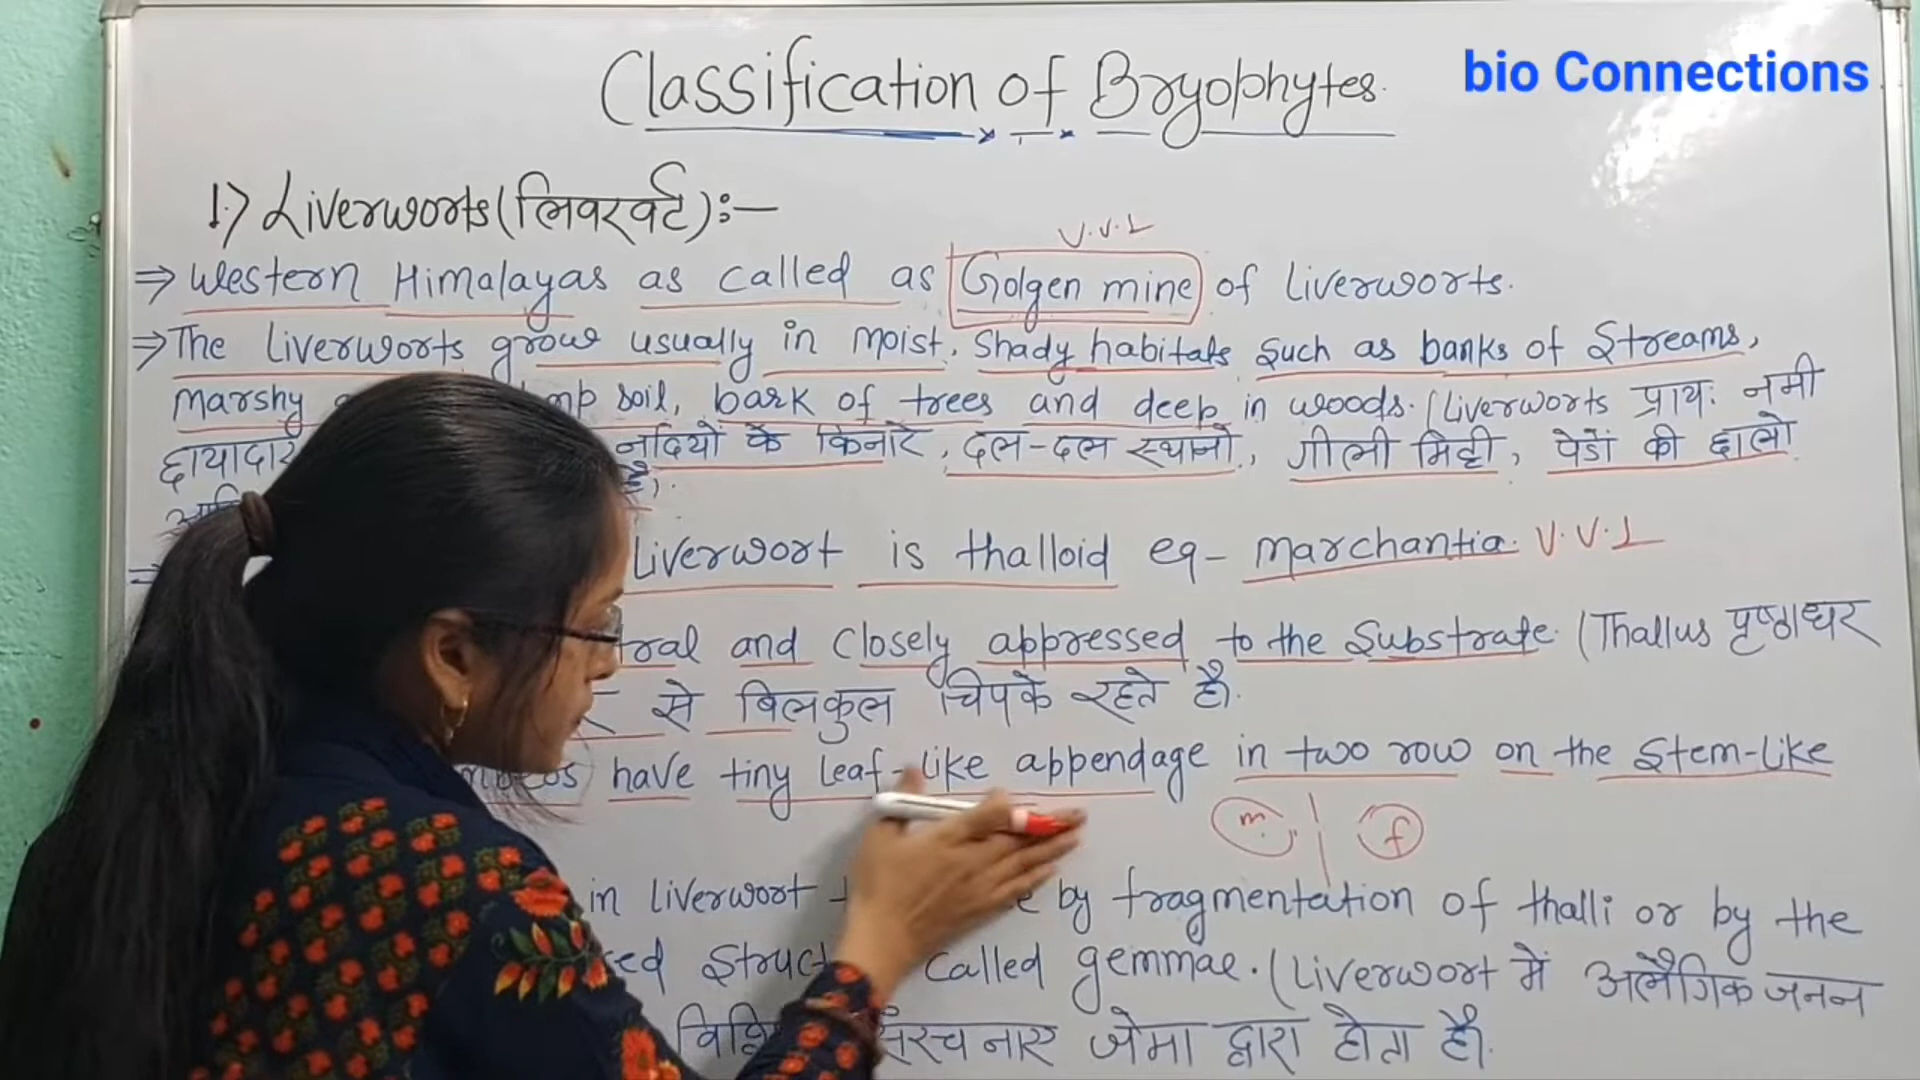 Classification of Bryophytes.
bio Connections
1.) Liverworts (लिवरवर्ट) :-
V.V.I
⇒ Western Himalayas as called as Golgen mine of Liverworts.
⇒ The Liverworts grow usually in moist, Shady habitats such as banks of Streams,
Marshy soil, bark of trees and deep in woods. (Liverworts प्रायः नमी
छायादार नदियों के किनारे, दल-दल स्थानो, गीली मिट्टी, पेडों की छालो
है).
Liverwort is thalloid eg- Marchantia. V.V.I
and Closely appressed to the Substrate. (Thallus पृष्ठाधर
से बिलकुल चिपके रहते है.
have tiny Leaf-like appendage in two row on the Stem-Like
m f
in liverwort by fragmentation of thalli or by the
called gemmae. (Liverwort में अलैंगिक जनन
जेमा द्वारा होता है.